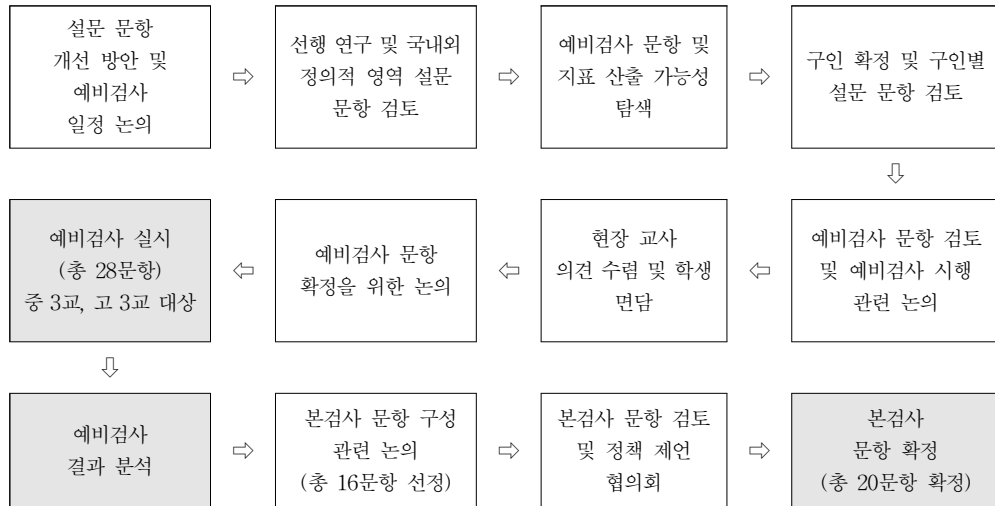 설문 문항
개선 방안 및
예비검사
일정 논의
⇨
선행 연구 및 국내외
정의적 영역 설문
문항 검토
⇨
예비검사 문항 및
지표 산출 가능성
탐색
⇨
구인 확정 및 구인별
설문 문항 검토
⇩
예비검사 문항 검토
및 예비검사 시행
관련 논의
⇦
현장 교사
의견 수렴 및 학생
면담
⇦
예비검사 문항
확정을 위한 논의
⇦
예비검사 실시
(총 28문항)
중 3교, 고 3교 대상
⇩
예비검사
결과 분석
⇨
본검사 문항 구성
관련 논의
(총 16문항 선정)
⇨
본검사 문항 검토
및 정책 제언
협의회
⇨
본검사
문항 확정
(총 20문항 확정)